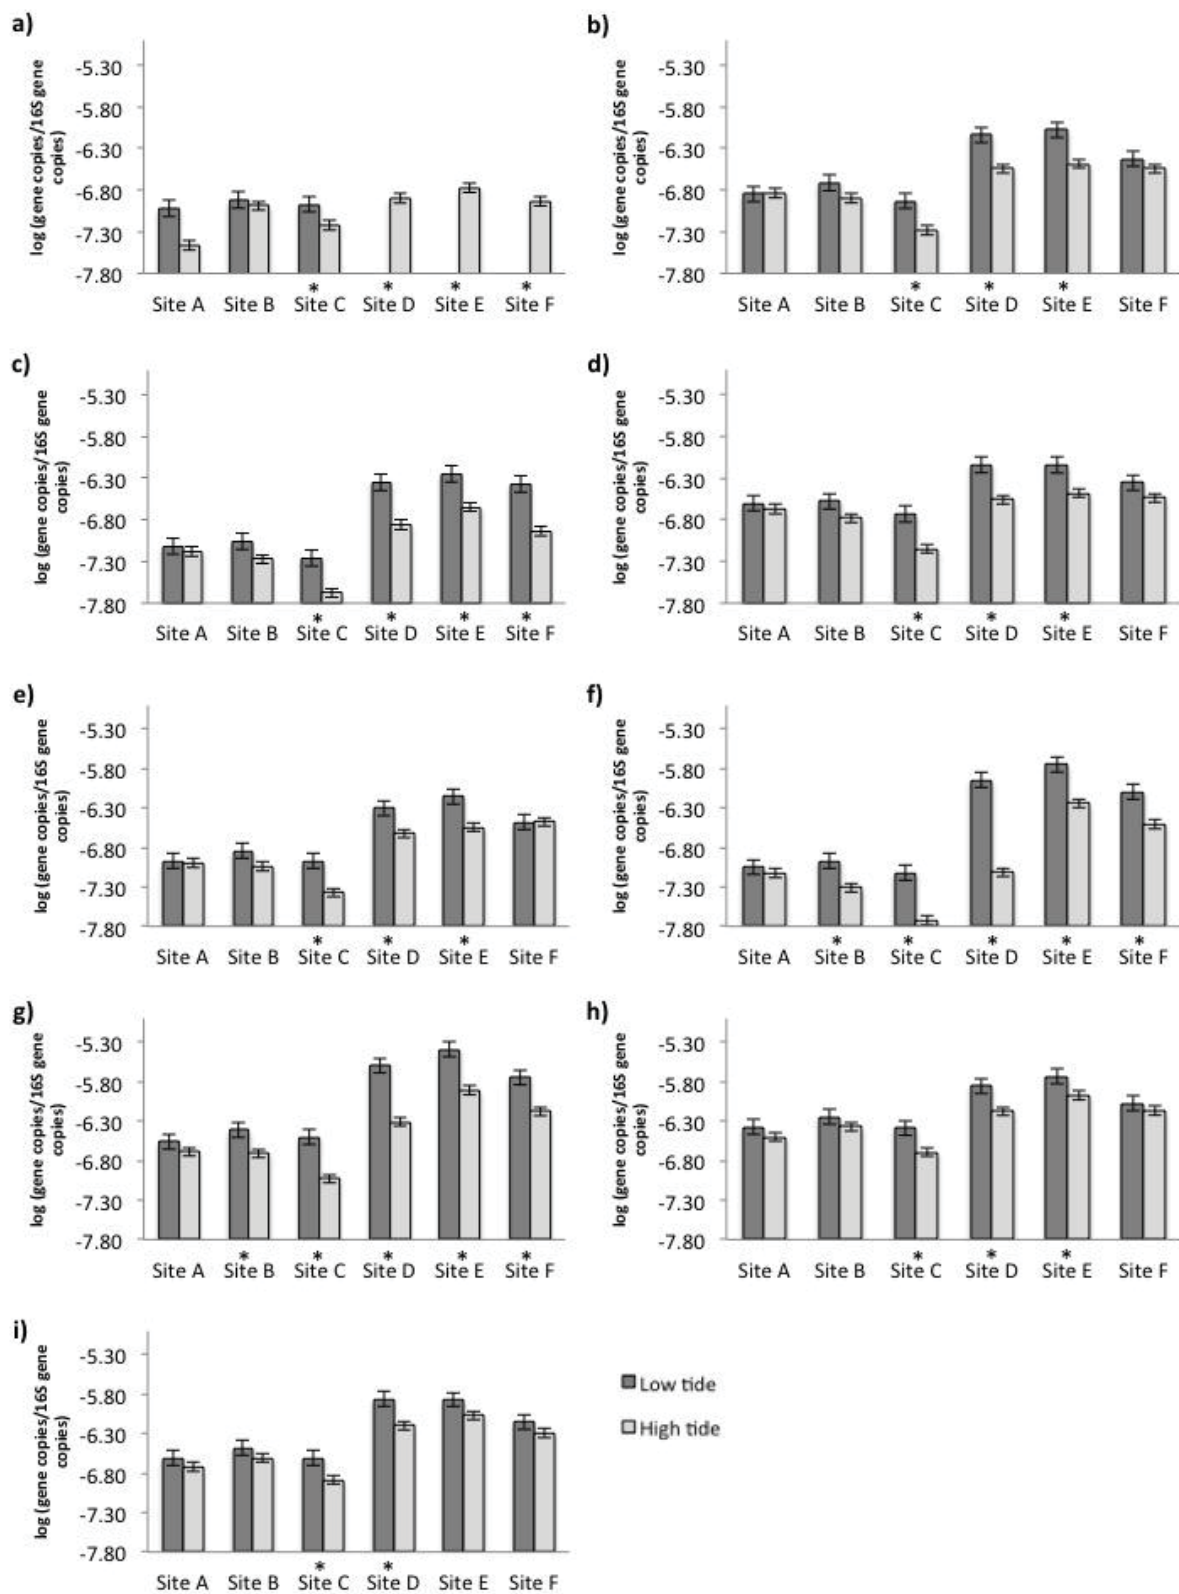 a)
log (gene copies/16S gene
copies)
-5.30
-5.80
-6.30
-6.80
-7.30
-7.80
* * * *
Site A Site B Site C Site D Site E Site F
b)
log (gene copies/16S gene
copies)
-5.30
-5.80
-6.30
-6.80
-7.30
-7.80
* * *
Site A Site B Site C Site D Site E Site F
c)
log (gene copies/16S gene
copies)
-5.30
-5.80
-6.30
-6.80
-7.30
-7.80
* * * *
Site A Site B Site C Site D Site E Site F
d)
log (gene copies/16S gene
copies)
-5.30
-5.80
-6.30
-6.80
-7.30
-7.80
* * *
Site A Site B Site C Site D Site E Site F
e)
log (gene copies/16S gene
copies)
-5.30
-5.80
-6.30
-6.80
-7.30
-7.80
* * *
Site A Site B Site C Site D Site E Site F
f)
log (gene copies/16S gene
copies)
-5.30
-5.80
-6.30
-6.80
-7.30
-7.80
* * * * *
Site A Site B Site C Site D Site E Site F
g)
log (gene copies/16S gene
copies)
-5.30
-5.80
-6.30
-6.80
-7.30
-7.80
* * * * *
Site A Site B Site C Site D Site E Site F
h)
log (gene copies/16S gene
copies)
-5.30
-5.80
-6.30
-6.80
-7.30
-7.80
* * *
Site A Site B Site C Site D Site E Site F
i)
log (gene copies/16S gene
copies)
-5.30
-5.80
-6.30
-6.80
-7.30
-7.80
* *
Site A Site B Site C Site D Site E Site F
Low tide
High tide